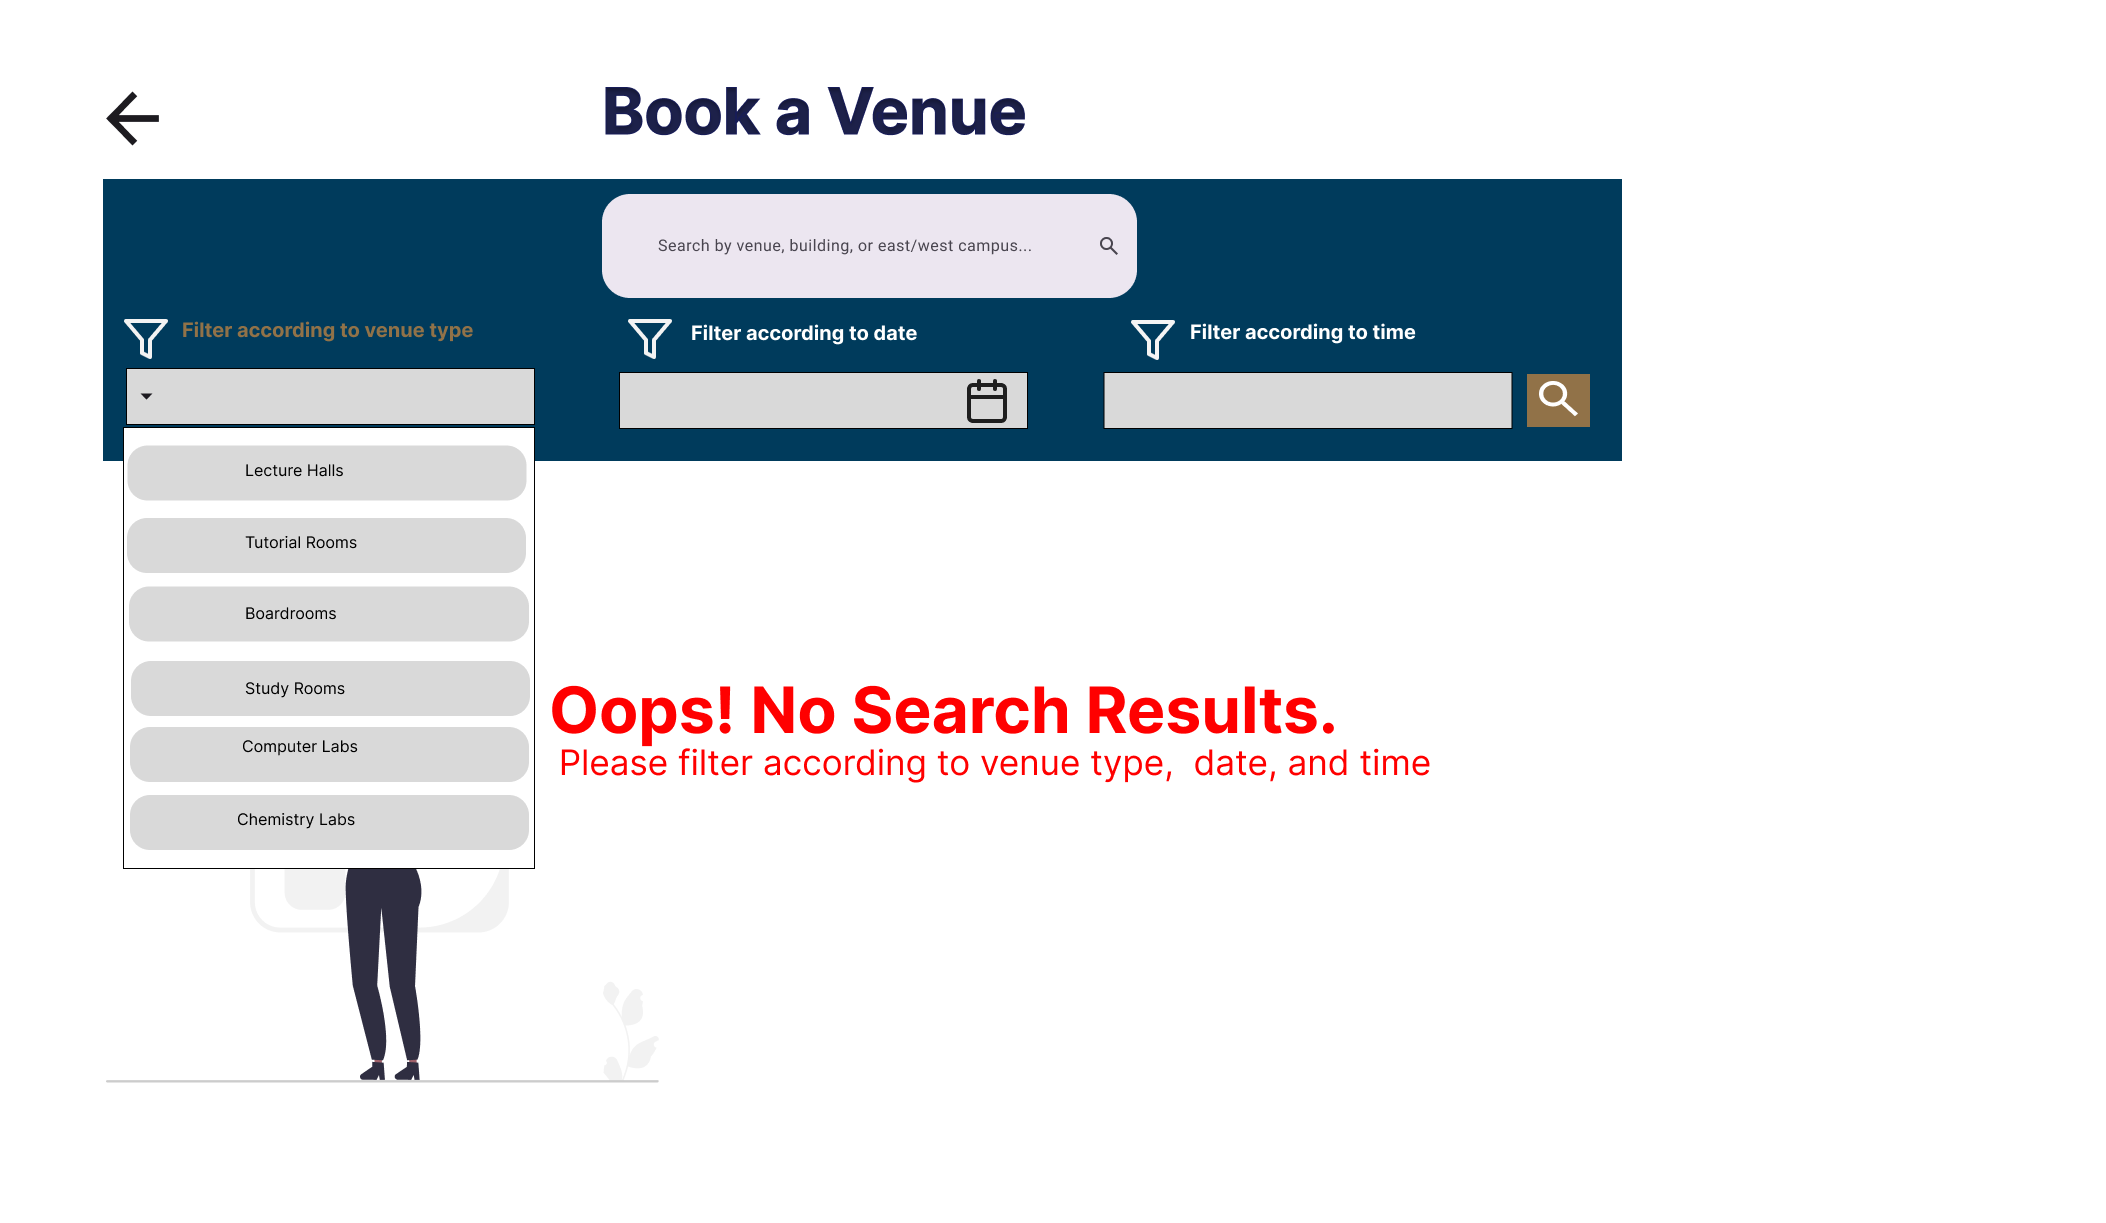 Book a Venue
Search by venue, building, or east/west campus...
Filter according to venue type
Filter according to date
Filter according to time
Lecture Halls
Tutorial Rooms
Boardrooms
Study Rooms
Computer Labs
Chemistry Labs
Oops! No Search Results.
Please filter according to venue type,  date, and time